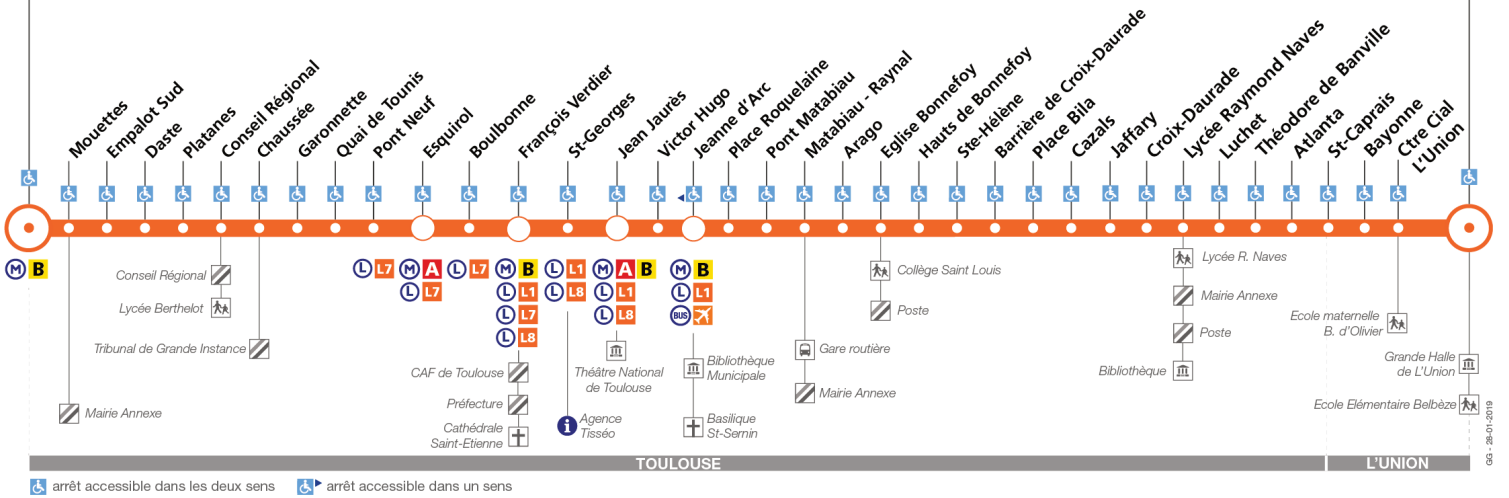 Mouettes
Empalot Sud
Daste
Platanes
Conseil Régional
Chaussée
Garonnette
Quai de Tounis
Pont Neuf
Esquirol
Boulbonne
François Verdier
St-Georges
Jean Jaurès
Victor Hugo
Jeanne d'Arc
Place Roquelaine
Pont Matabiau
Matabiau - Raynal
Arago
Eglise Bonnefoy
Hauts de Bonnefoy
Ste-Hélène
Barrière de Croix-Daurade
Place Bila
Cazals
Jaffary
Croix-Daurade
Lycée Raymond Naves
Luchet
Théodore de Banville
Atlanta
St-Caprais
Bayonne
Ctre Cial
L'Union
M B
L L7
M A
L L7
L L7
M B
L L1
L L7
L L8
L L1
L L8
M A B
L L1
L L8
M B
L L1
BUS
Conseil Régional
Lycée Berthelot
Tribunal de Grande Instance
Mairie Annexe
CAF de Toulouse
Préfecture
Cathédrale
Saint-Etienne
i Agence
Tisséo
Théâtre National
de Toulouse
Bibliothèque
Municipale
Basilique
St-Sernin
Gare routière
Mairie Annexe
Collège Saint Louis
Poste
Lycée R. Naves
Mairie Annexe
Poste
Bibliothèque
Ecole maternelle
B. d'Olivier
Grande Halle
de L'Union
Ecole Elémentaire Belbèze
GG - 28-01-2019
TOULOUSE
L'UNION
arrêt accessible dans les deux sens
arrêt accessible dans un sens